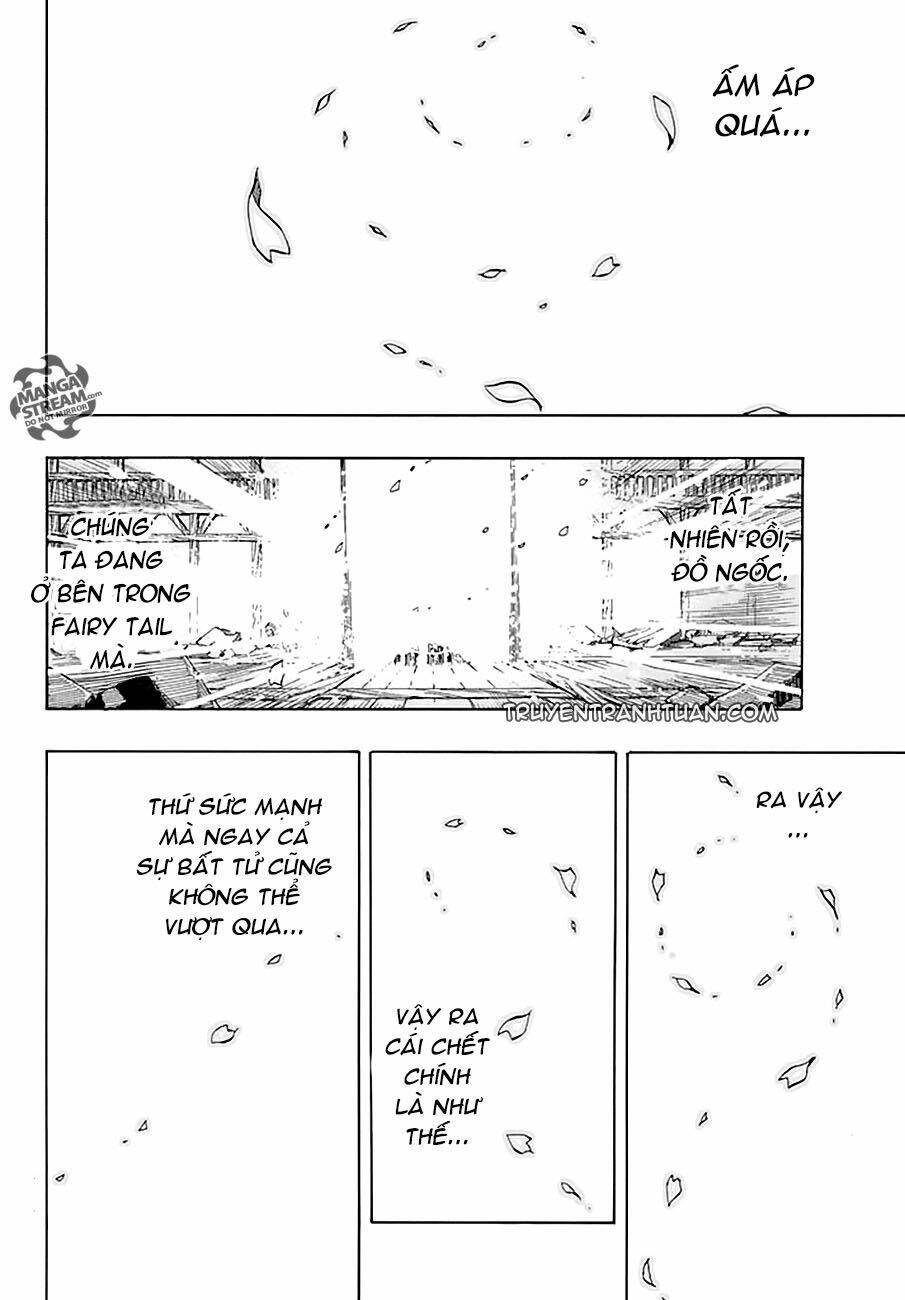 ẤM ÁP
QUÁ...
MANGA
STREAM.com
DO NOT MIRROR
TẤT
NHIÊN RỒI,
ĐỒ NGỐC.
CHÚNG
TA ĐANG
Ở BÊN TRONG
FAIRY TAIL
MÀ.
TRUYENTRANHTUAN.COM
RA VẬY
...
VẬY RA
CÁI CHẾT
CHÍNH
LÀ NHƯ
THẾ...
THỨ SỨC MẠNH
MÀ NGAY CẢ
SỰ BẤT TỬ CŨNG
KHÔNG THỂ
VƯỢT QUA...